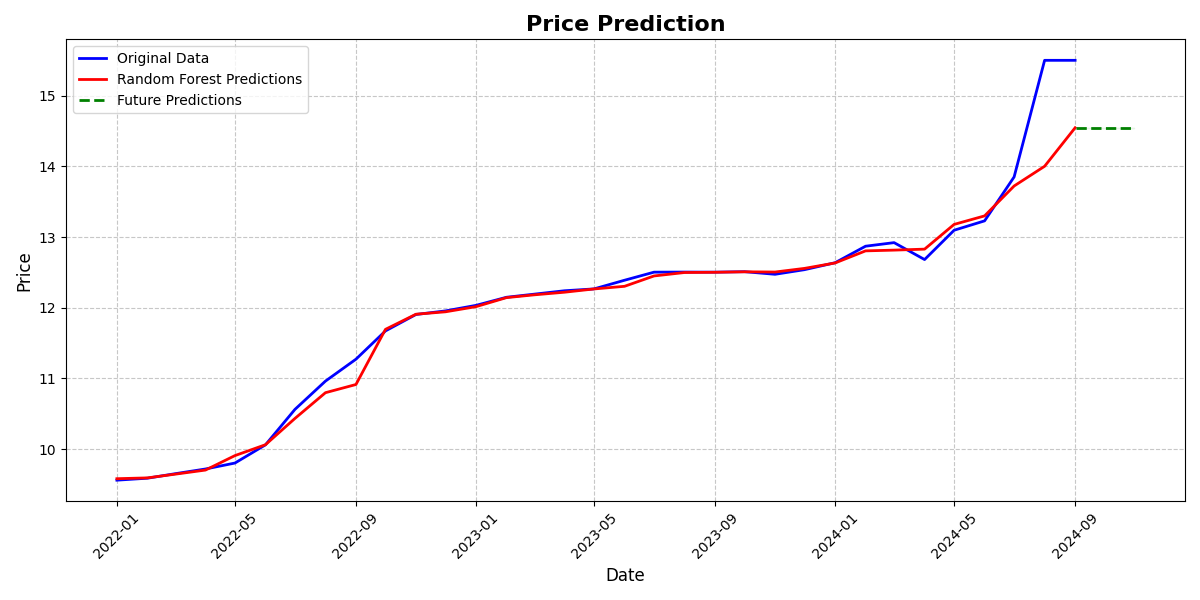 Price Prediction
Original Data
Random Forest Predictions
Future Predictions
Price
15
14
13
12
11
10
2022-01
2022-05
2022-09
2023-01
2023-05
2023-09
2024-01
2024-05
2024-09
Date